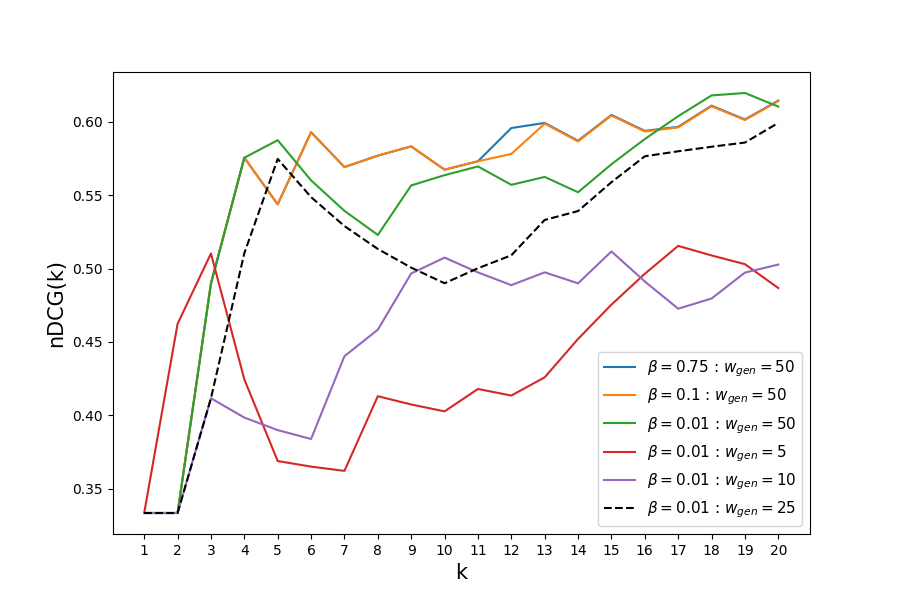 nDCG(k)
0.60
0.55
0.50
0.45
0.40
0.35
β = 0.75 : w_gen = 50
β = 0.1 : w_gen = 50
β = 0.01 : w_gen = 50
β = 0.01 : w_gen = 5
β = 0.01 : w_gen = 10
β = 0.01 : w_gen = 25
1 2 3 4 5 6 7 8 9 10 11 12 13 14 15 16 17 18 19 20
k